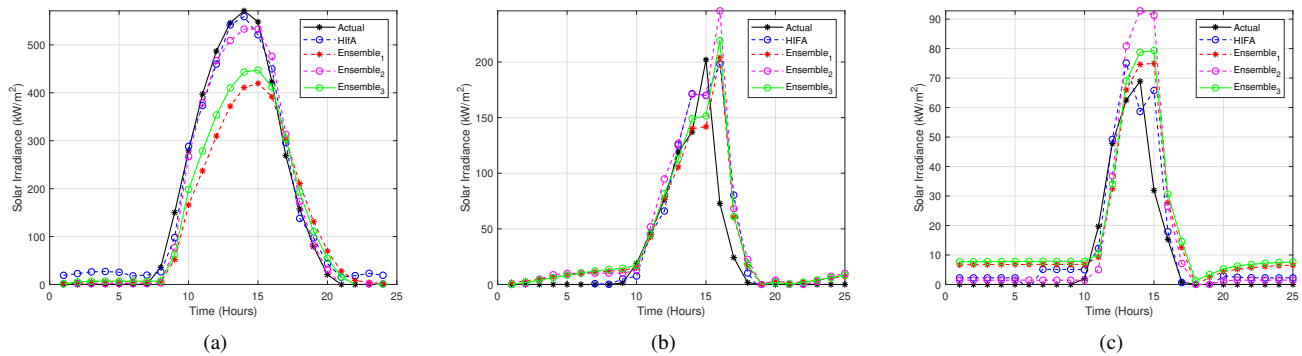 500
400
300
200
100
0
0
5
10
15
20
25
Solar Irradiance (kW/m²)
Time (Hours)
Actual
HIfA
Ensemble₁
Ensemble₂
Ensemble₃
(a)
200
150
100
50
0
0
5
10
15
20
25
Solar Irradiance (kW/m²)
Time (Hours)
Actual
HIFA
Ensemble₁
Ensemble₂
Ensemble₃
(b)
90
80
70
60
50
40
30
20
10
0
0
5
10
15
20
25
Solar Irradiance (kW/m²)
Time (Hours)
Actual
HIFA
Ensemble₁
Ensemble₂
Ensemble₃
(c)